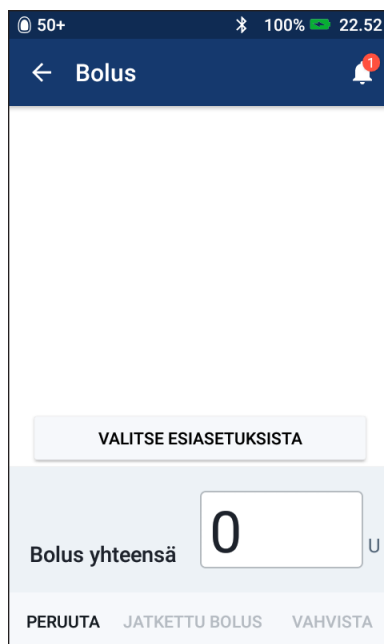 50+ 100% 22.52
Bolus 1
VALITSE ESIASETUKSISTA
Bolus yhteensä 0 U
PERUUTA JATKETTU BOLUS VAHVISTA